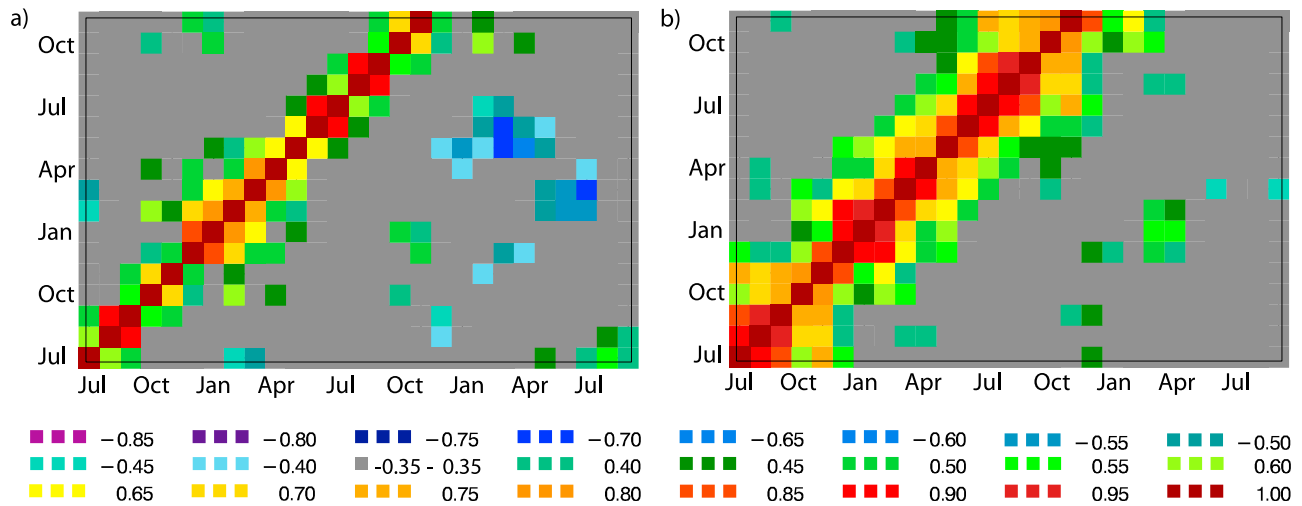 a)
Oct
Jul
Apr
Jan
Oct
Jul
Jul Oct Jan Apr Jul Oct Jan Apr Jul
b)
Oct
Jul
Apr
Jan
Oct
Jul
Jul Oct Jan Apr Jul Oct Jan Apr Jul
−0.85 −0.80 −0.75 −0.70 −0.65 −0.60 −0.55 −0.50
−0.45 −0.40 -0.35 - 0.35 0.40 0.45 0.50 0.55 0.60
0.65 0.70 0.75 0.80 0.85 0.90 0.95 1.00